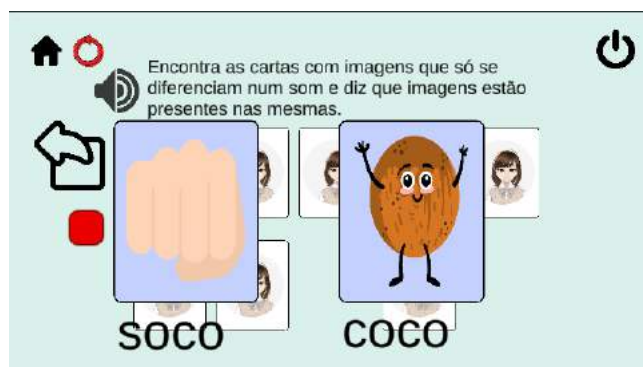 Encontra as cartas com imagens que só se
diferenciam num som e diz que imagens estão
presentes nas mesmas.
SOCO COCO